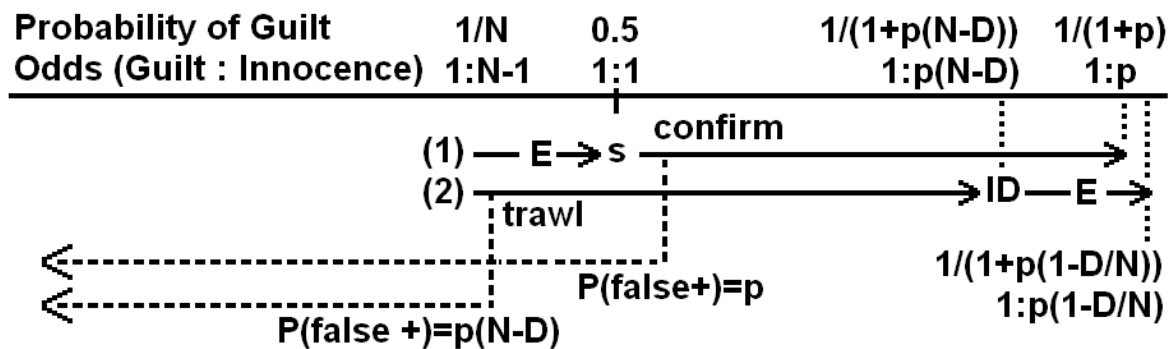 Probability of Guilt 1/N 0.5 1/(1+p(N-D)) 1/(1+p)
Odds (Guilt : Innocence) 1:N-1 1:1 1:p(N-D) 1:p
confirm
(1) E s
(2) ID E
trawl
P(false+)=p
1/(1+p(1-D/N))
1:p(1-D/N)
P(false +)=p(N-D)